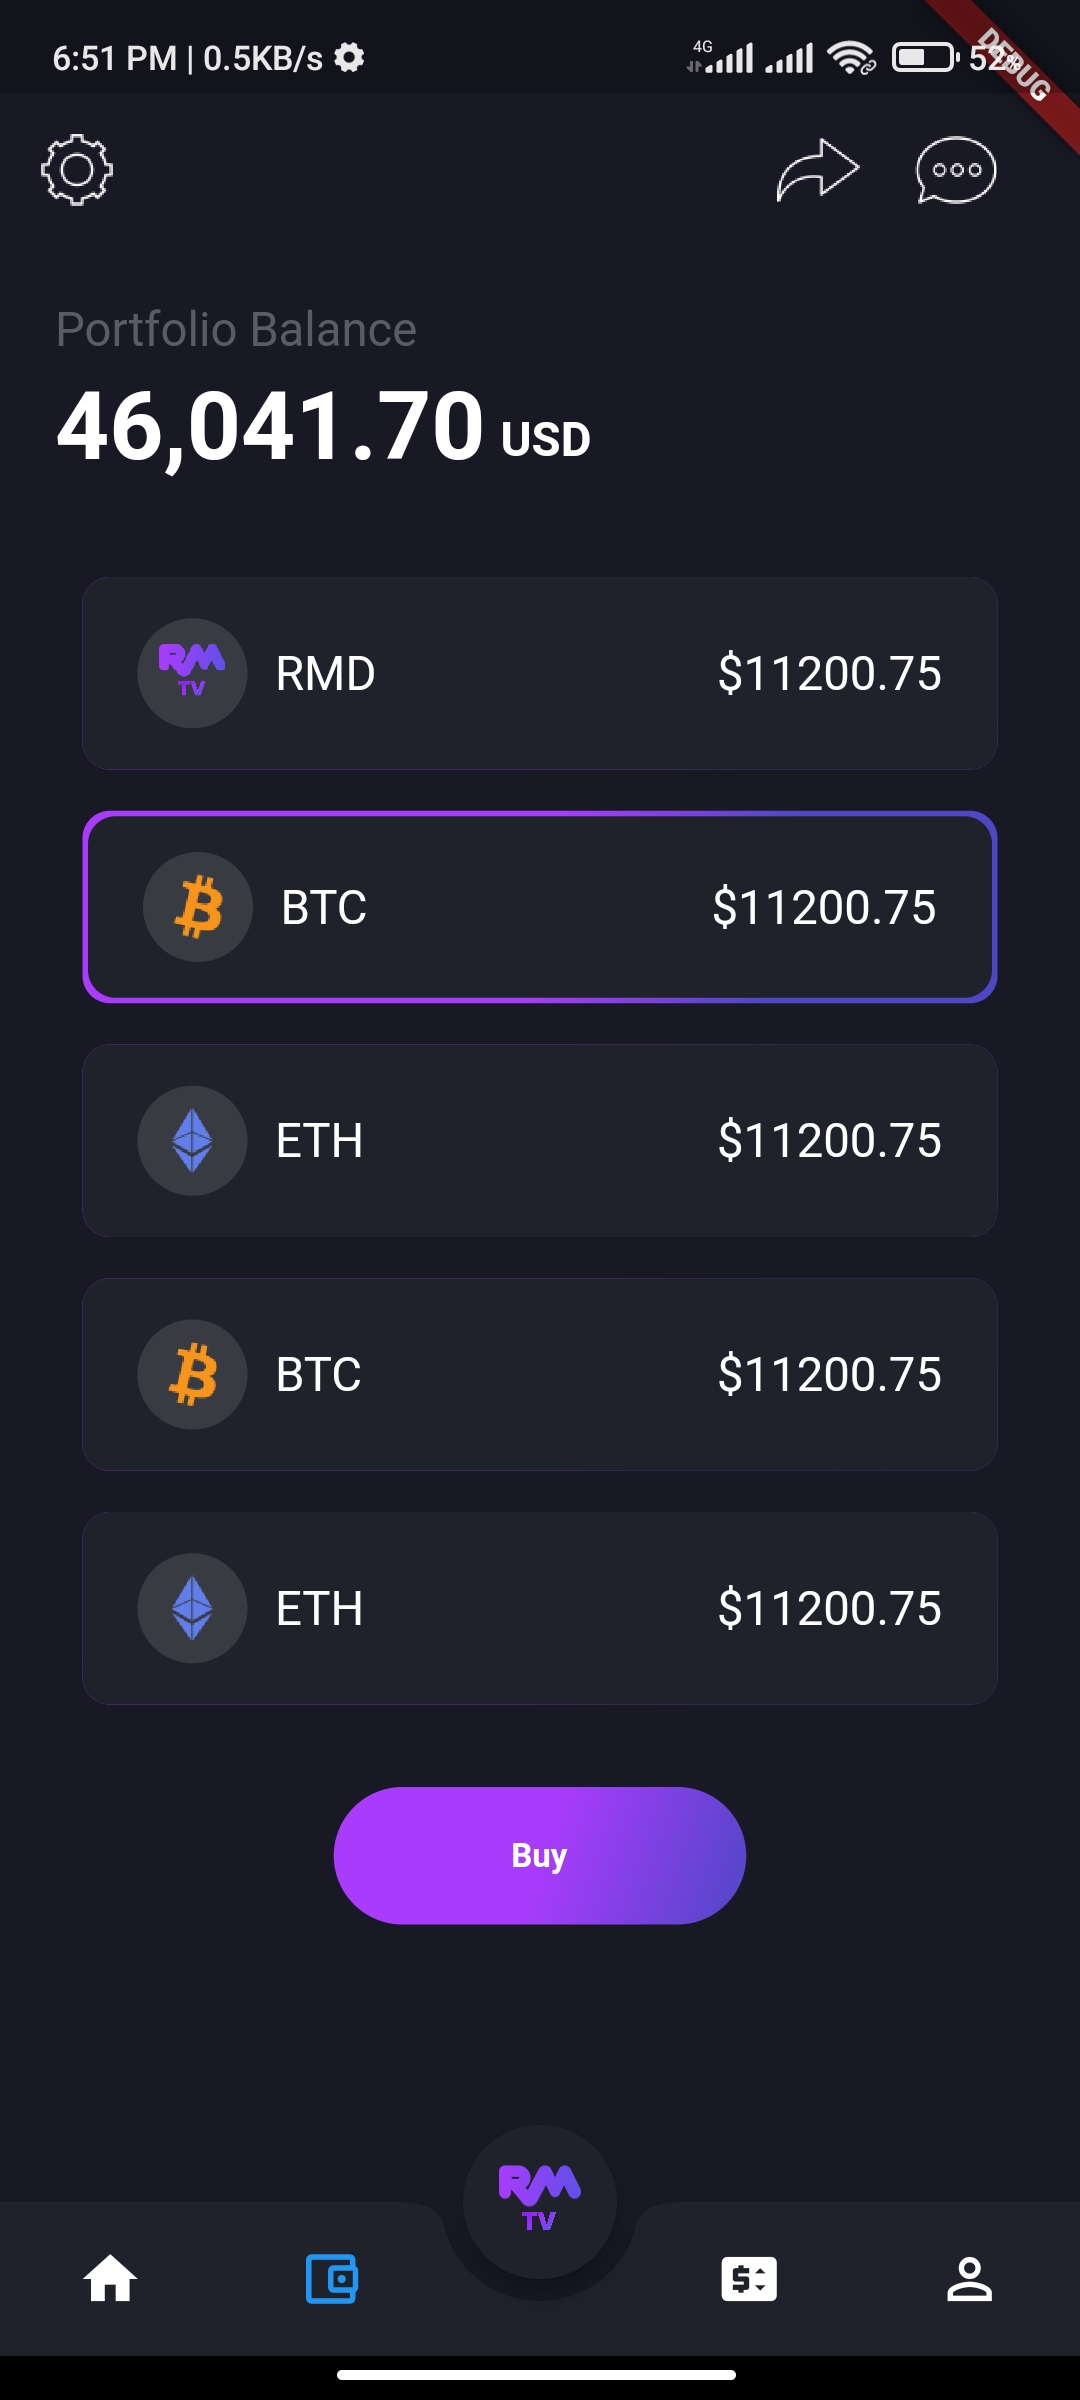 6:51 PM | 0.5KB/s
4G
52%
DEBUG
Portfolio Balance
46,041.70 USD
RM TV
RMD $11200.75
BTC $11200.75
ETH $11200.75
BTC $11200.75
ETH $11200.75
Buy
RM
TV